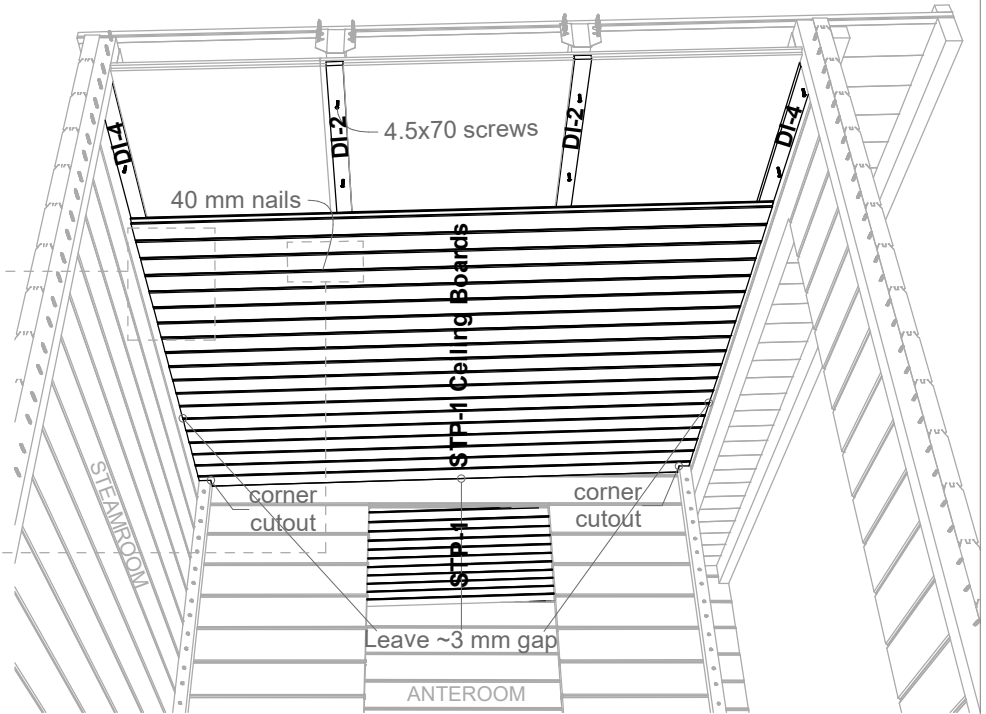 DI-4
DI-2
DI-2
DI-4
4.5x70 screws
40 mm nails
STP-1 Ceiling Boards
corner
cutout
corner
cutout
STEAMROOM
STP-1
Leave ~3 mm gap
ANTEROOM